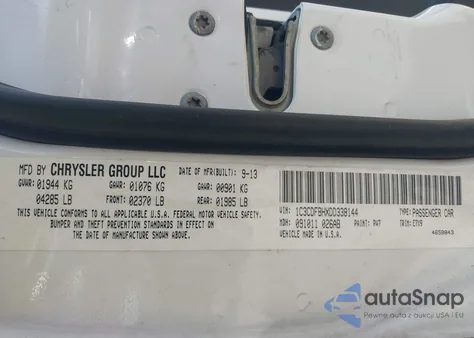 MFD BY CHRYSLER GROUP LLC DATE OF MFR(BUILT): 9-13
GVWR: 01944 KG GAWR: 01076 KG GAWR: 00901 KG
04285 LB FRONT: 02370 LB REAR: 01985 LB
THIS VEHICLE CONFORMS TO ALL APPLICABLE U.S.A. FEDERAL MOTOR VEHICLE SAFETY,
BUMPER AND THEFT PREVENTION STANDARDS IN EFFECT ON THE
DATE OF MANUFACTURE SHOWN ABOVE.
VIN: 1C3CDFBHXDD338144 TYPE: PASSENGER CAR
MDH: 091011 026AB PAINT: PW7 TRIM:
VEHICLE MADE IN U.S.A.
4658043
autoSnap
Pewne auta z aukcji USA / EU